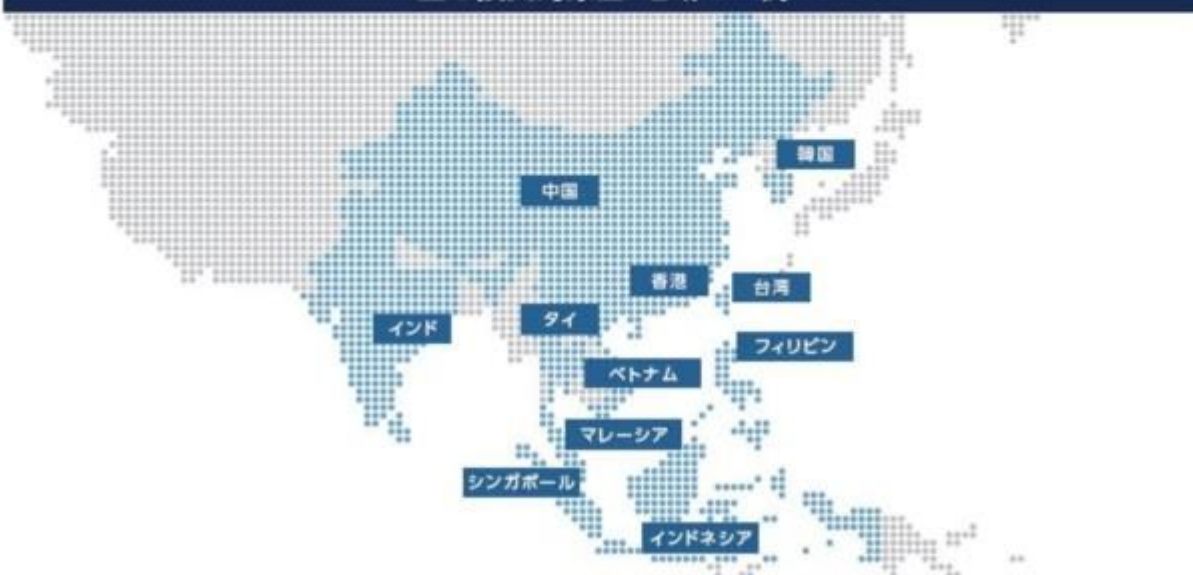 韓国
中国
香港
台湾
インド
タイ
フィリピン
ベトナム
マレーシア
シンガポール
インドネシア